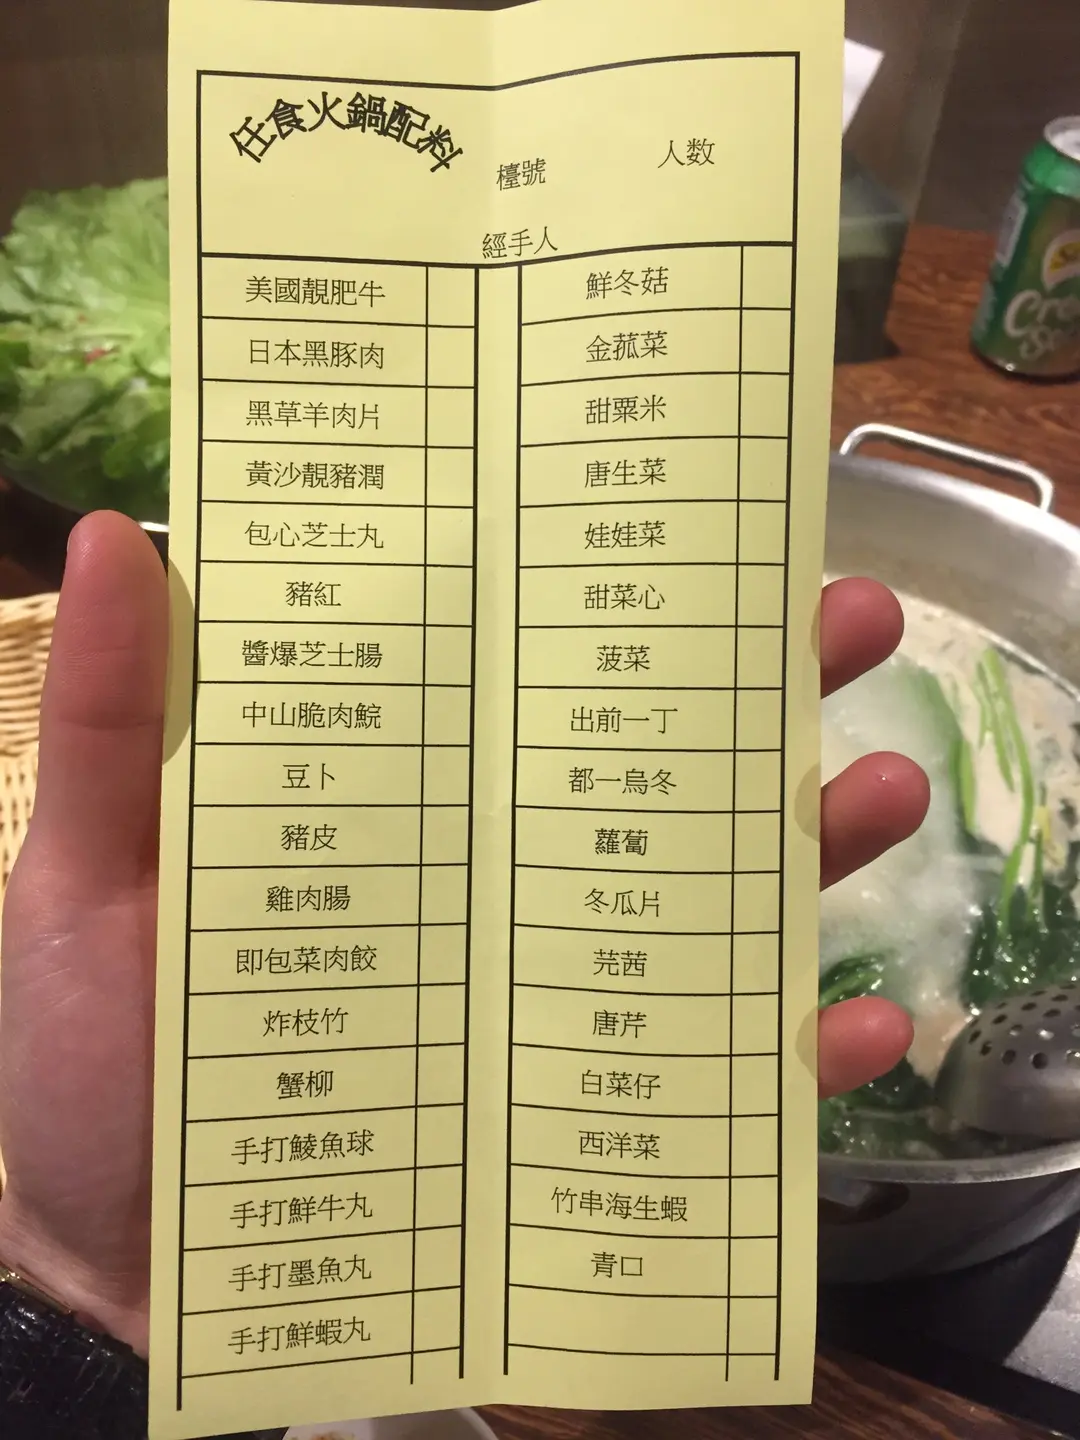 任食火鍋配料
檯號
人数
經手人
美國靚肥牛
日本黑豚肉
黑草羊肉片
黃沙靚豬潤
包心芝士丸
豬紅
醬爆芝士腸
中山脆肉鯇
豆卜
豬皮
雞肉腸
即包菜肉餃
炸枝竹
蟹柳
手打鯪魚球
手打鮮牛丸
手打墨魚丸
手打鮮蝦丸
鮮冬菇
金菰菜
甜粟米
唐生菜
娃娃菜
甜菜心
菠菜
出前一丁
都一烏冬
蘿蔔
冬瓜片
芫茜
唐芹
白菜仔
西洋菜
竹串海生蝦
青口